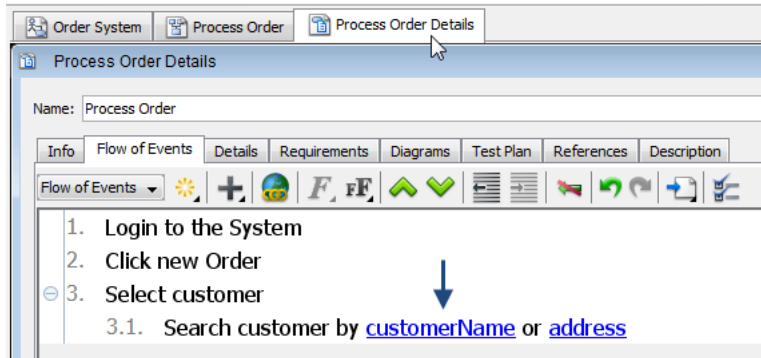 Order System Process Order Process Order Details
Process Order Details
Name: Process Order
Info Flow of Events Details Requirements Diagrams Test Plan References Description
Flow of Events F FF
1. Login to the System
2. Click new Order
3. Select customer
3.1. Search customer by customerName or address